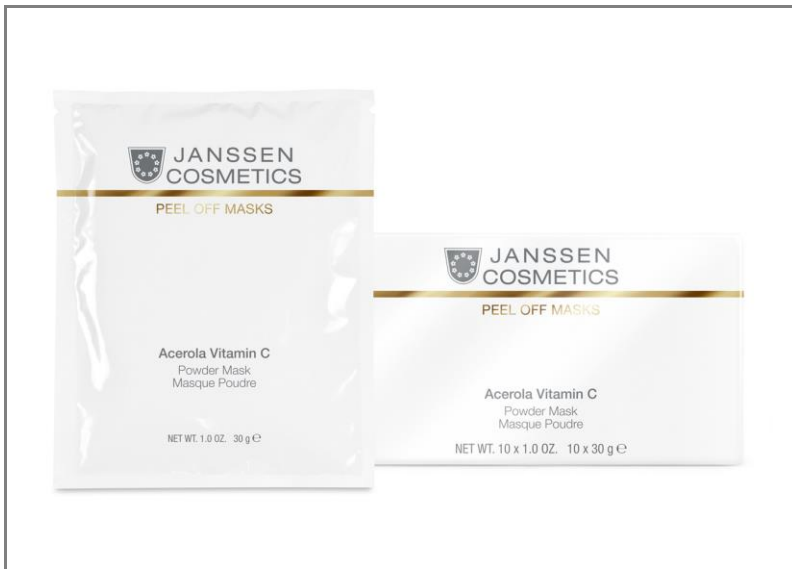 JANSSEN
COSMETICS
PEEL OFF MASKS
Acerola Vitamin C
Powder Mask
Masque Poudre
NET WT. 1.0 OZ. 30 g ℮
JANSSEN
COSMETICS
PEEL OFF MASKS
Acerola Vitamin C
Powder Mask
Masque Poudre
NET WT. 10 x 1.0 OZ. 10 x 30 g ℮